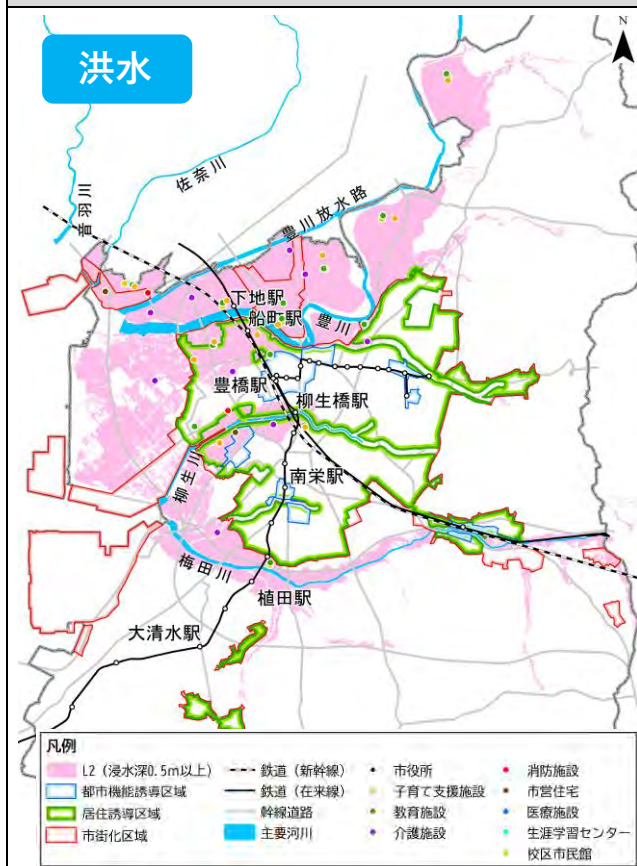 洪水
N
佐奈川
音羽川
豊川放水路
下地駅
船町駅
豊川
豊橋駅
柳生橋駅
柳生川
南栄駅
梅田川
植田駅
大清水駅
凡例
L2（浸水深0.5m以上）
都市機能誘導区域
居住誘導区域
市街化区域
鉄道（新幹線）
鉄道（在来線）
幹線道路
主要河川
市役所
子育て支援施設
教育施設
介護施設
消防施設
市営住宅
医療施設
生涯学習センター
校区市民館